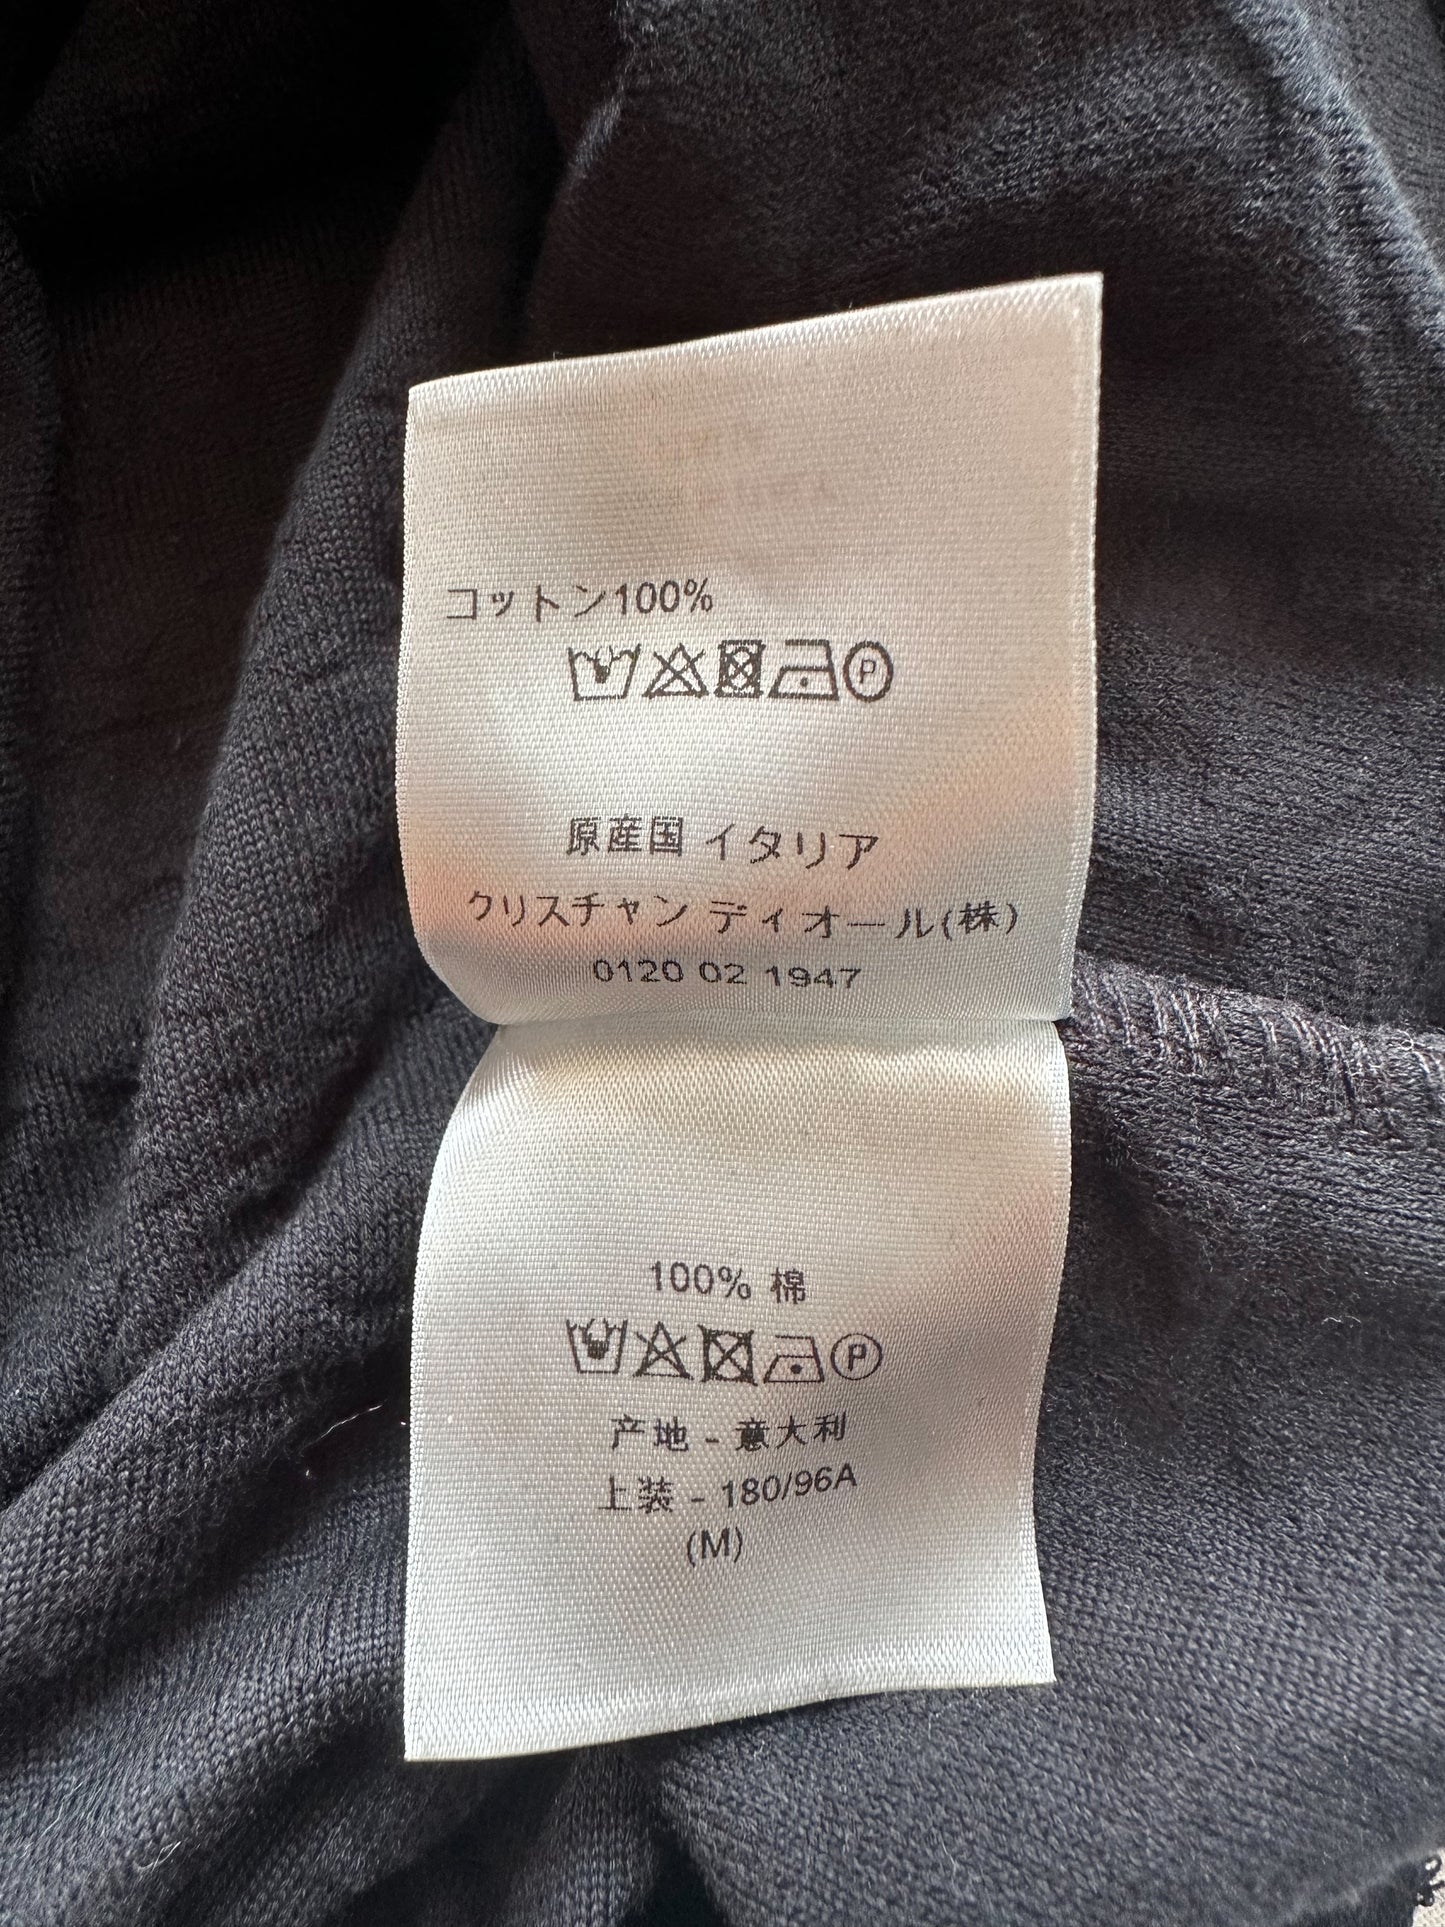 コットン100%
P
原産国 イタリア
クリスチャン ディオール(株)
0120 02 1947
100% 棉
P
产地 - 意大利
上装 - 180/96A
(M)